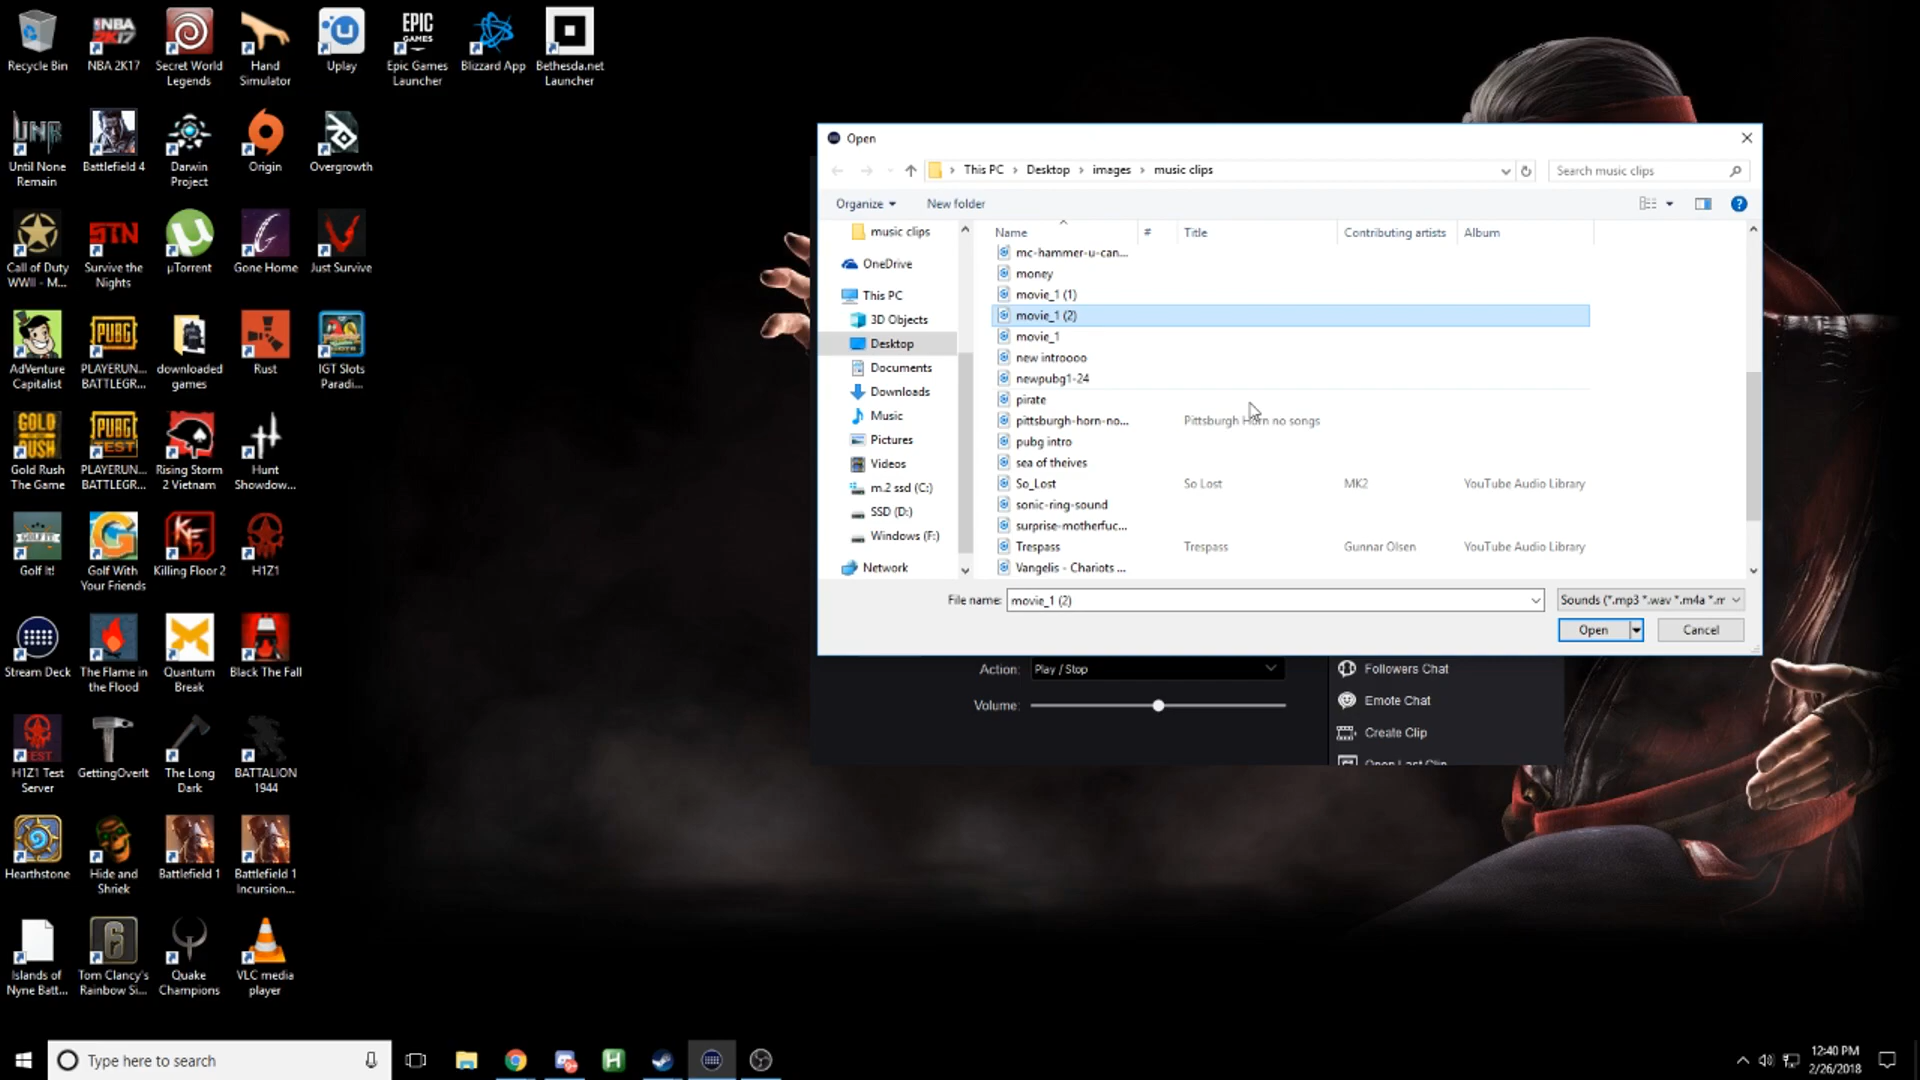 Recycle Bin
NBA 2K17
Secret World Legends
Hand Simulator
Uplay
Epic Games Launcher
Blizzard App
Bethesda.net Launcher
Until None Remain
Battlefield 4
Darwin Project
Origin
Overgrowth
Call of Duty WWII - M...
Survive the Nights
µTorrent
Gone Home
Just Survive
AdVenture Capitalist
PLAYERUN... BATTLEGR...
downloaded games
Rust
IGT Slots Paradi...
Gold Rush The Game
PLAYERUN... BATTLEGR...
Rising Storm 2 Vietnam
Hunt Showdow...
Golf It!
Golf With Your Friends
Killing Floor 2
H1Z1
Stream Deck
The Flame in the Flood
Quantum Break
Black The Fall
H1Z1 Test Server
GettingOverIt
The Long Dark
BATTALION 1944
Hearthstone
Hide and Shriek
Battlefield 1
Battlefield 1 Incursion...
Islands of Nyne Batt...
Tom Clancy's Rainbow Si...
Quake Champions
VLC media player
Open
This PC > Desktop > images > music clips
Search music clips
Organize
New folder
music clips
OneDrive
This PC
3D Objects
Desktop
Documents
Downloads
Music
Pictures
Videos
m.2 ssd (C:)
SSD (D:)
Windows (F:)
Network
Name # Title Contributing artists Album
mc-hammer-u-can...
money
movie_1 (1)
movie_1 (2)
movie_1
new introooo
newpubg1-24
pirate
pittsburgh-horn-no... Pittsburgh Horn no songs
pubg intro
sea of theives
So_Lost So Lost MK2 YouTube Audio Library
sonic-ring-sound
surprise-motherfuc...
Trespass Trespass Gunnar Olsen YouTube Audio Library
Vangelis - Chariots ...
File name: movie_1 (2)
Sounds (*.mp3 *.wav *.m4a *.m
Open
Cancel
Action: Play / Stop
Volume:
Followers Chat
Emote Chat
Create Clip
Open Last Clip
Type here to search
12:40 PM
2/26/2018